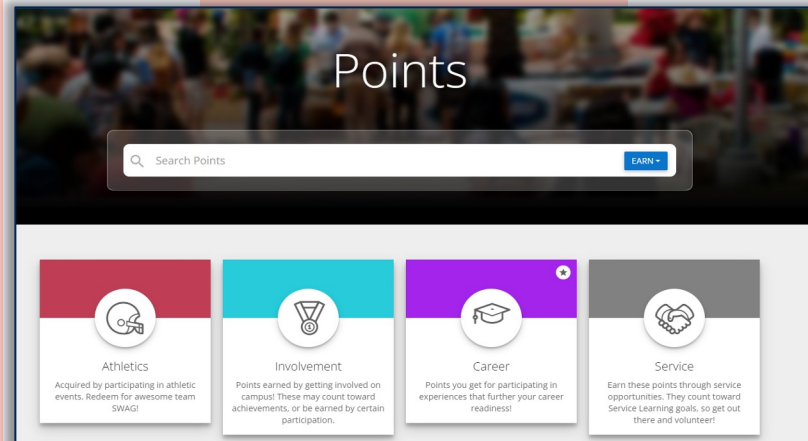 Points
Search Points
EARN
Athletics
Acquired by participating in athletic
events. Redeem for awesome team
SWAG!
Involvement
Points earned by getting involved on
campus! These may count toward
achievements, or be earned by certain
participation.
Career
Points you get for participating in
experiences that further your career
readiness!
Service
Earn these points through service
opportunities. They count toward
Service Learning goals, so get out
there and volunteer!